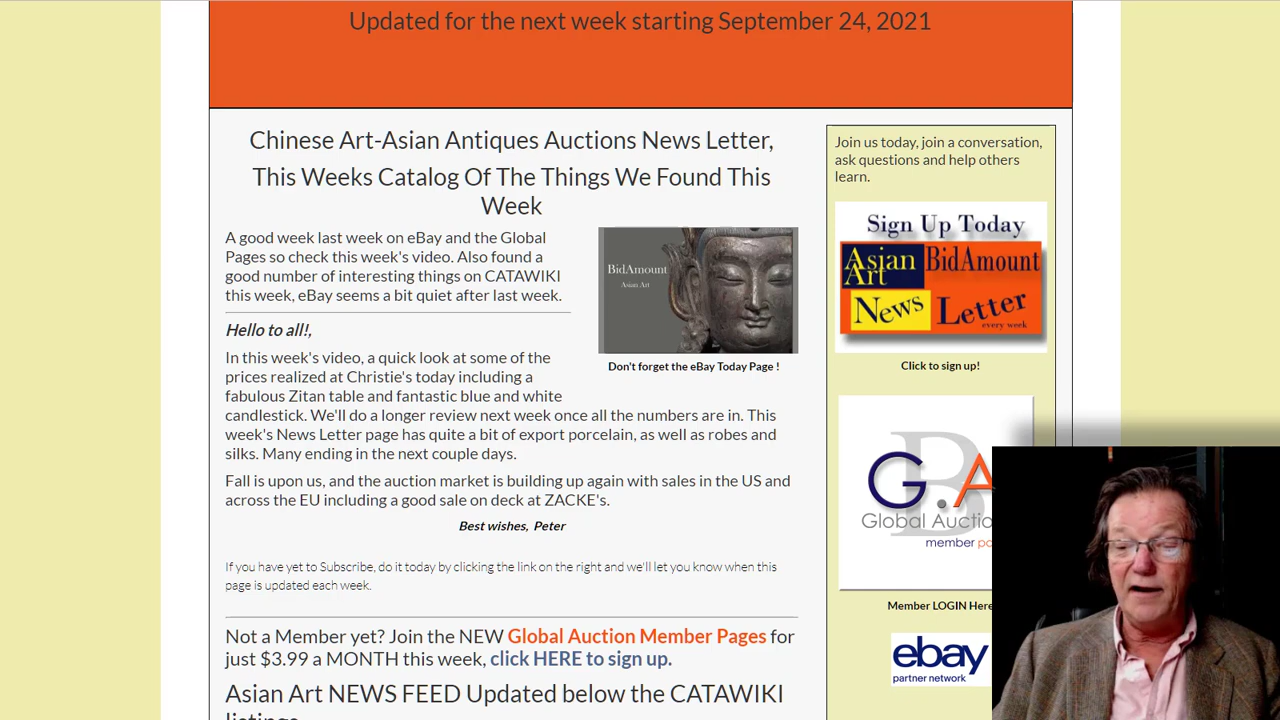 Updated for the next week starting September 24, 2021
Chinese Art-Asian Antiques Auctions News Letter,
This Weeks Catalog Of The Things We Found This
Week
A good week last week on eBay and the Global
Pages so check this week's video. Also found a
good number of interesting things on CATAWIKI
this week, eBay seems a bit quiet after last week.
BidAmount
Asian Art
Don't forget the eBay Today Page !
Hello to all!,
In this week's video, a quick look at some of the
prices realized at Christie's today including a
fabulous Zitan table and fantastic blue and white
candlestick. We'll do a longer review next week once all the numbers are in. This
week's News Letter page has quite a bit of export porcelain, as well as robes and
silks. Many ending in the next couple days.
Fall is upon us, and the auction market is building up again with sales in the US and
across the EU including a good sale on deck at ZACKE's.
Best wishes, Peter
If you have yet to Subscribe, do it today by clicking the link on the right and we'll let you know when this
page is updated each week.
Not a Member yet? Join the NEW Global Auction Member Pages for
just $3.99 a MONTH this week, click HERE to sign up.
Asian Art NEWS FEED Updated below the CATAWIKI
listings
Join us today, join a conversation,
ask questions and help others
learn.
Sign Up Today
Asian BidAmount
Art
News Letter
every week
Click to sign up!
B
G.A
Global Auctio
member
Member LOGIN Here
ebay
partner network